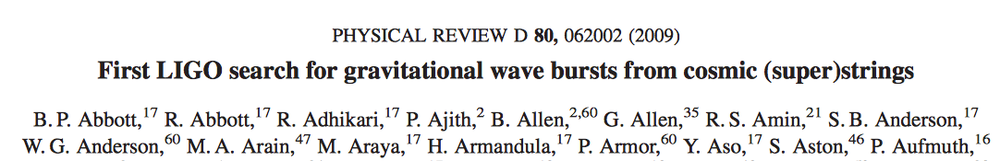 PHYSICAL REVIEW D 80, 062002 (2009)
First LIGO search for gravitational wave bursts from cosmic (super)strings
B. P. Abbott,17 R. Abbott,17 R. Adhikari,17 P. Ajith,2 B. Allen,2,60 G. Allen,35 R. S. Amin,21 S. B. Anderson,17
W. G. Anderson,60 M. A. Arain,47 M. Araya,17 H. Armandula,17 P. Armor,60 Y. Aso,17 S. Aston,46 P. Aufmuth,16